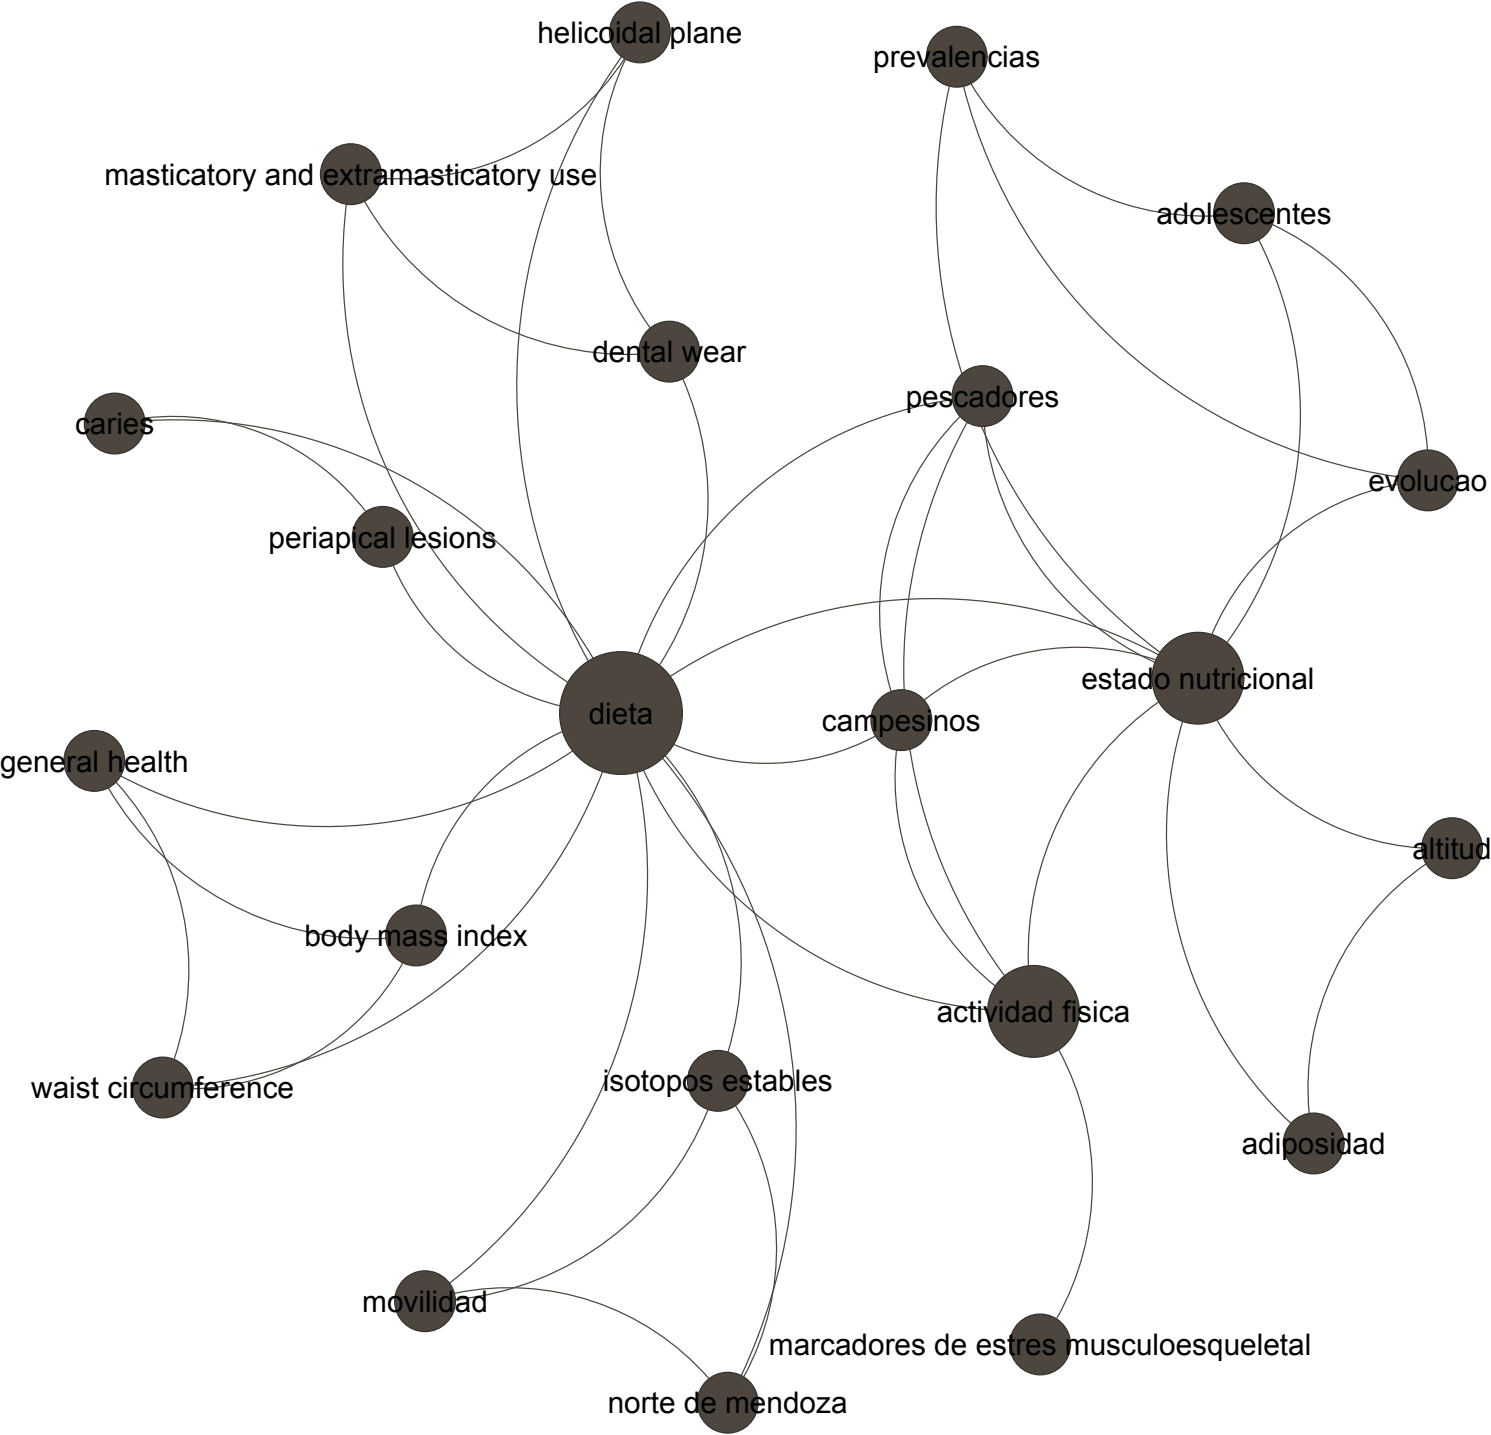 helicoidal plane
prevalencias
masticatory and extramasticatory use
adolescentes
dental wear
pescadores
caries
evolucao
periapical lesions
estado nutricional
dieta
campesinos
general health
altitud
body mass index
actividad fisica
isotopos estables
waist circumference
adiposidad
movilidad
marcadores de estres musculoesqueletal
norte de mendoza